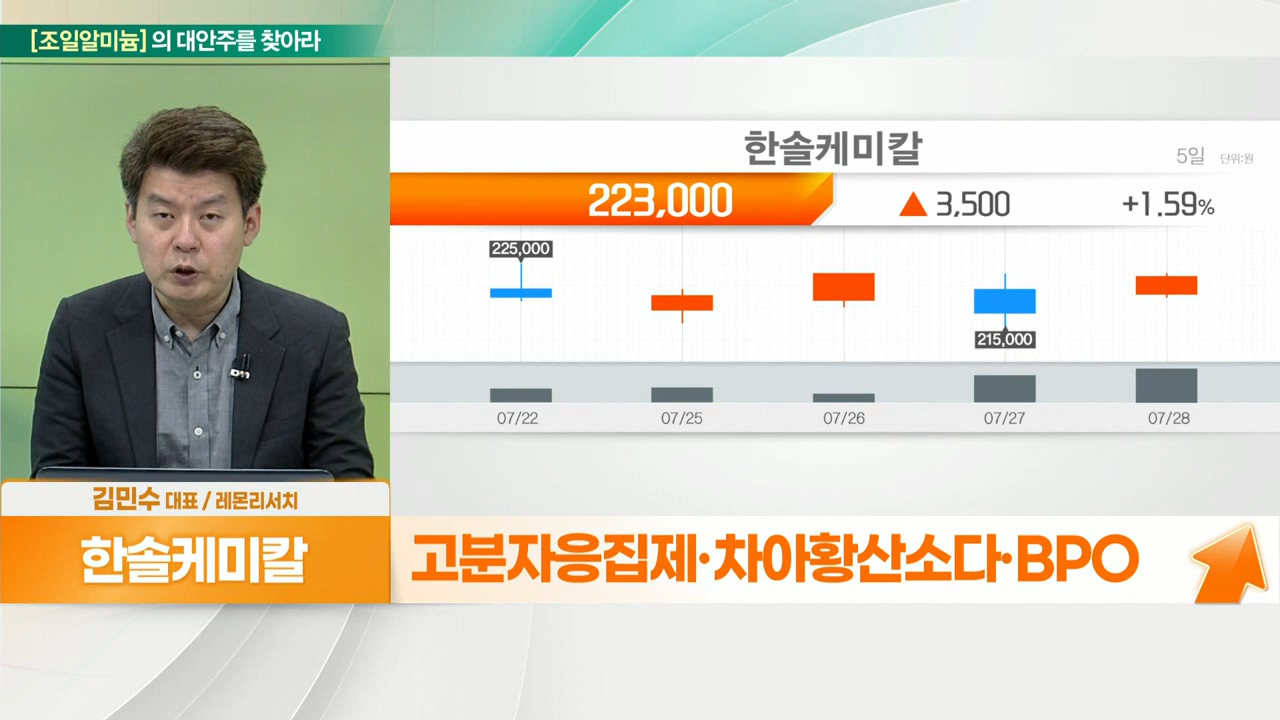 [조일알미늄]의 대안주를 찾아라
한솔케미칼
5일 단위:원
223,000 ▲ 3,500 +1.59%
225,000
215,000
07/22 07/25 07/26 07/27 07/28
김민수 대표 / 레몬리서치
한솔케미칼
고분자응집제·차아황산소다·BPO